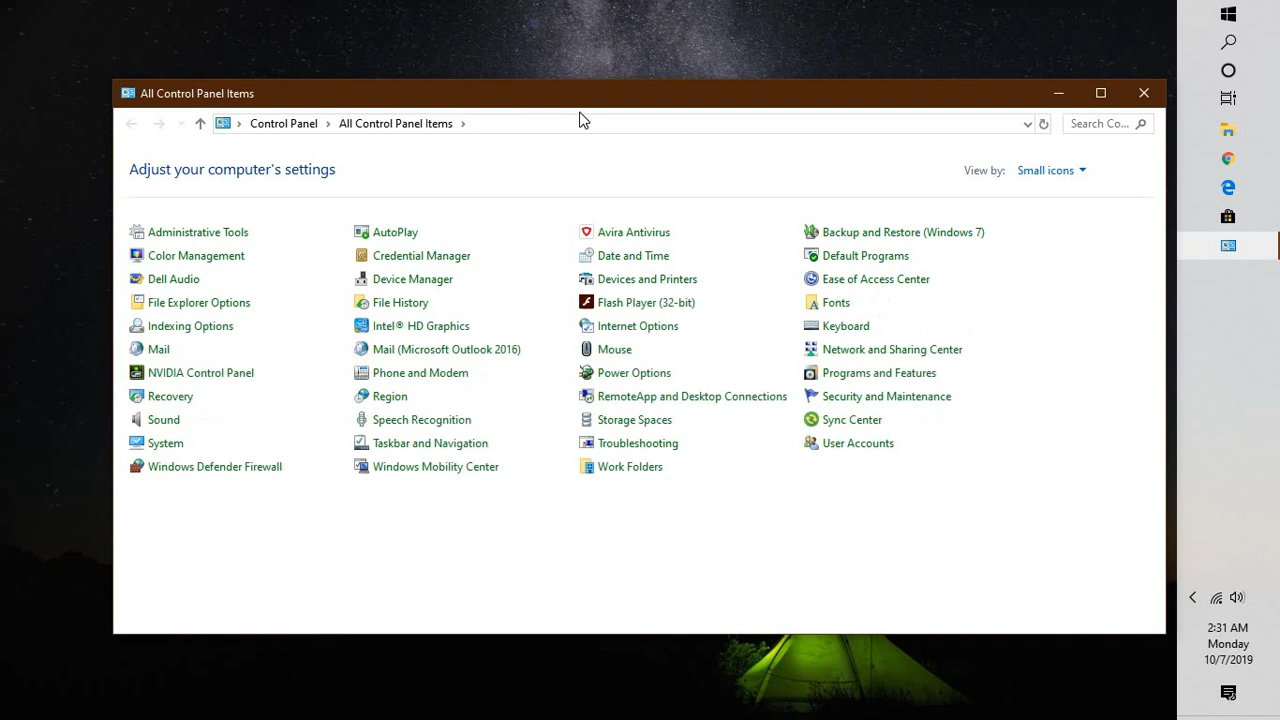 All Control Panel Items
Control Panel > All Control Panel Items >
Search Co...
Adjust your computer's settings
View by: Small icons
Administrative Tools
AutoPlay
Avira Antivirus
Backup and Restore (Windows 7)
Color Management
Credential Manager
Date and Time
Default Programs
Dell Audio
Device Manager
Devices and Printers
Ease of Access Center
File Explorer Options
File History
Flash Player (32-bit)
Fonts
Indexing Options
Intel® HD Graphics
Internet Options
Keyboard
Mail
Mail (Microsoft Outlook 2016)
Mouse
Network and Sharing Center
NVIDIA Control Panel
Phone and Modem
Power Options
Programs and Features
Recovery
Region
RemoteApp and Desktop Connections
Security and Maintenance
Sound
Speech Recognition
Storage Spaces
Sync Center
System
Taskbar and Navigation
Troubleshooting
User Accounts
Windows Defender Firewall
Windows Mobility Center
Work Folders
2:31 AM
Monday
10/7/2019